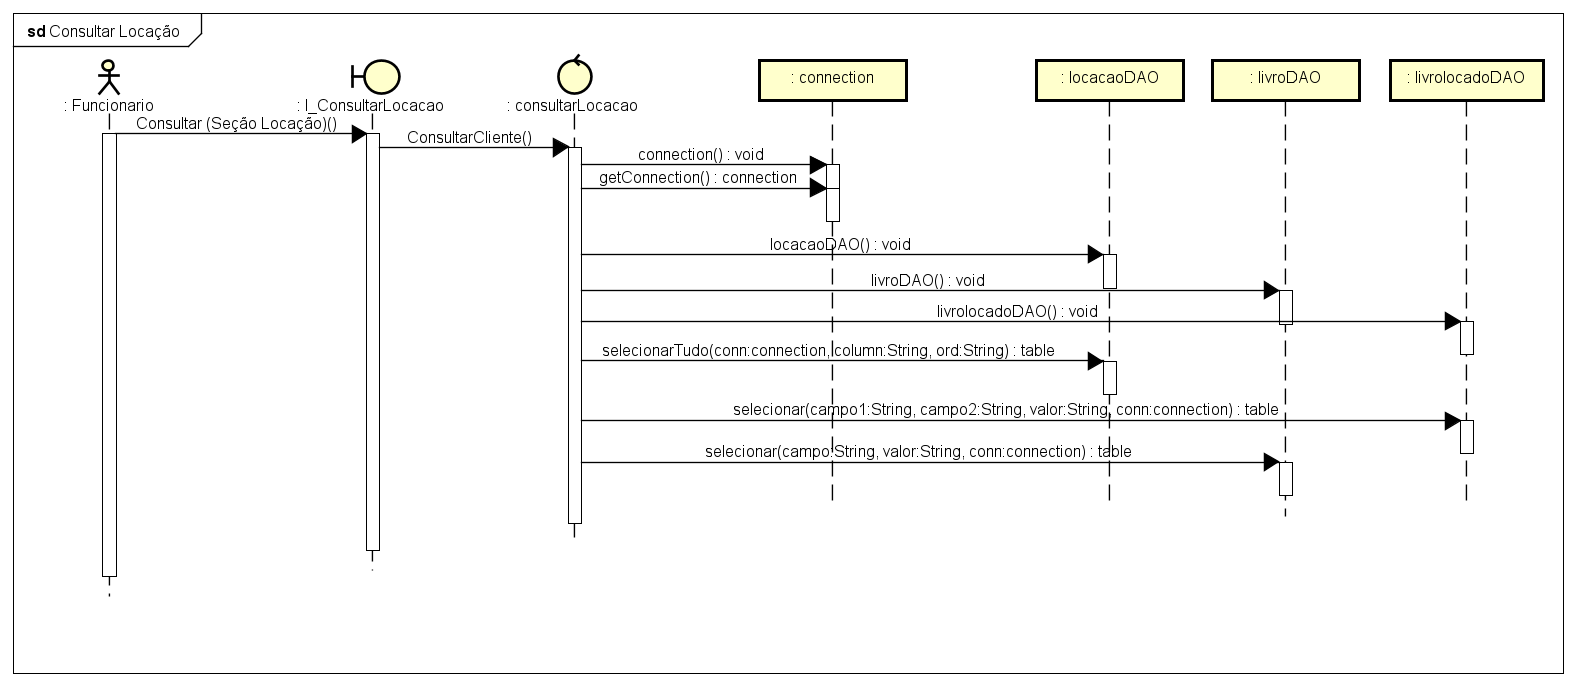 sd Consultar Locação
: Funcionario
: I_ConsultarLocacao
: consultarLocacao
: connection
: locacaoDAO
: livroDAO
: livrolocadoDAO
Consultar (Seção Locação)()
ConsultarCliente()
connection() : void
getConnection() : connection
locacaoDAO() : void
livroDAO() : void
livrolocadoDAO() : void
selecionarTudo(conn:connection, column:String, ord:String) : table
selecionar(campo1:String, campo2:String, valor:String, conn:connection) : table
selecionar(campo:String, valor:String, conn:connection) : table